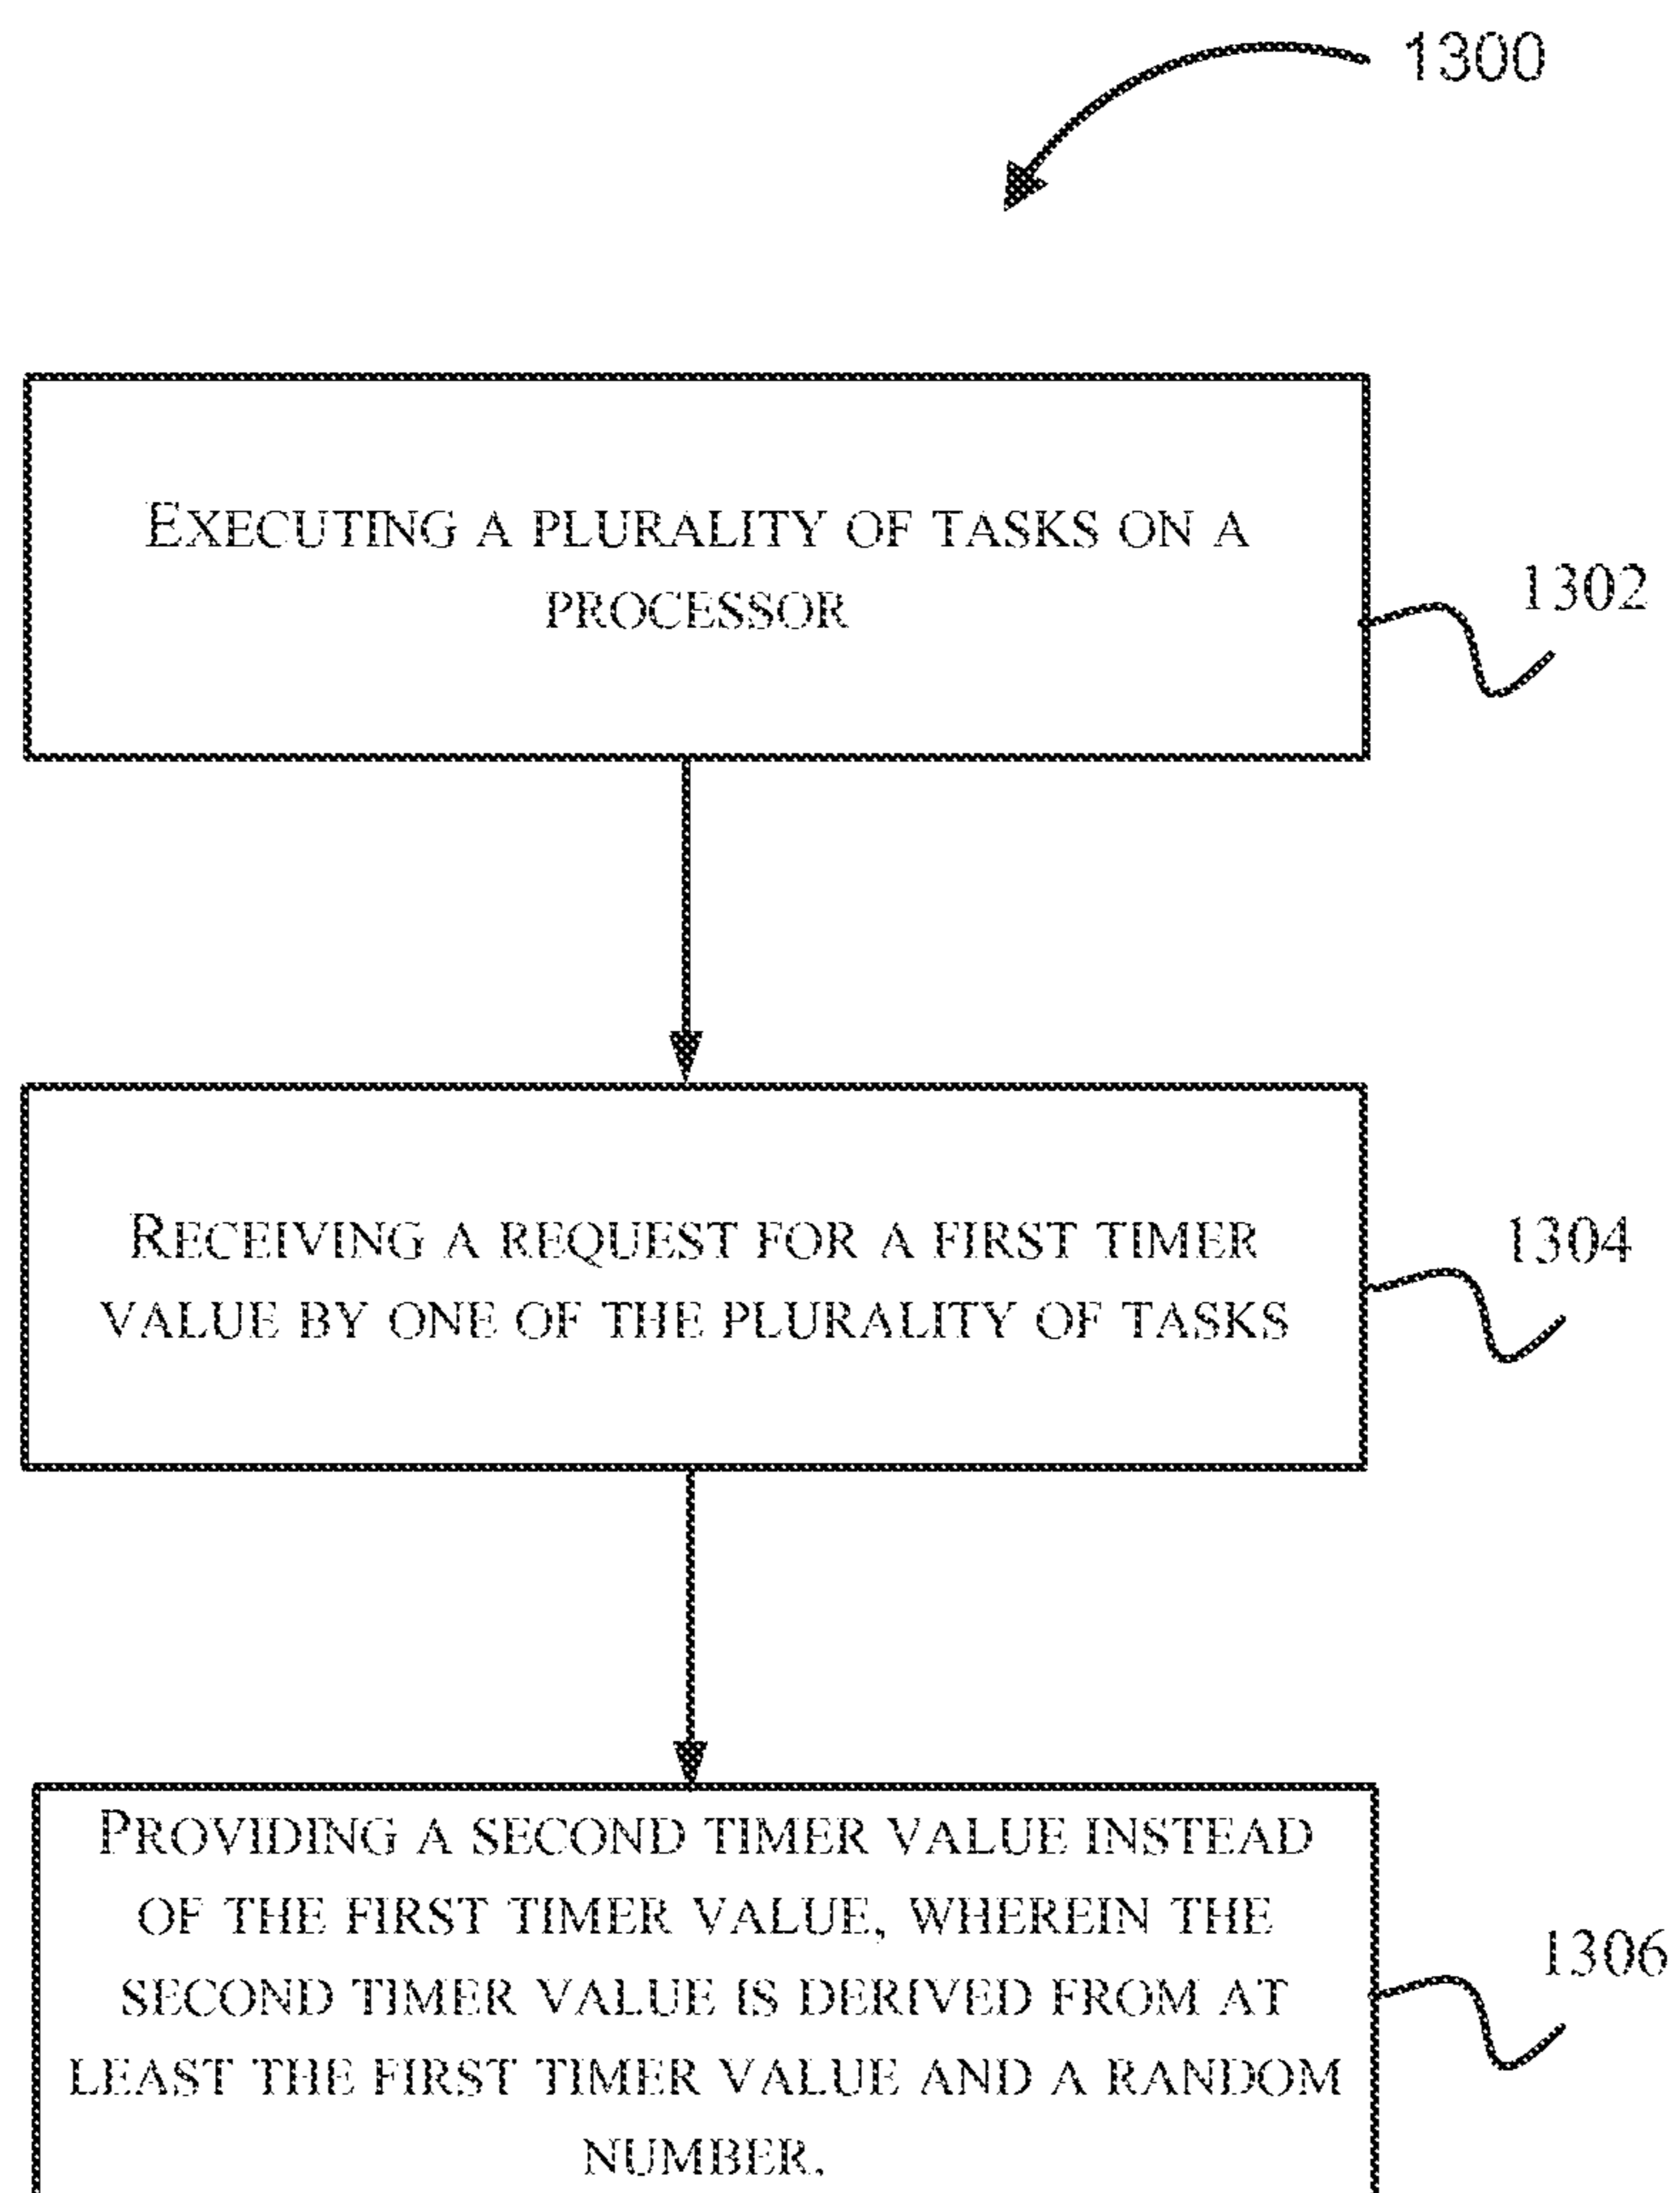 1300
EXECUTING A PLURALITY OF TASKS ON A
PROCESSOR
1302
RECEIVING A REQUEST FOR A FIRST TIMER
VALUE BY ONE OF THE PLURALITY OF TASKS
1304
PROVIDING A SECOND TIMER VALUE INSTEAD
OF THE FIRST TIMER VALUE, WHEREIN THE
SECOND TIMER VALUE IS DERIVED FROM AT
LEAST THE FIRST TIMER VALUE AND A RANDOM
NUMBER.
1306